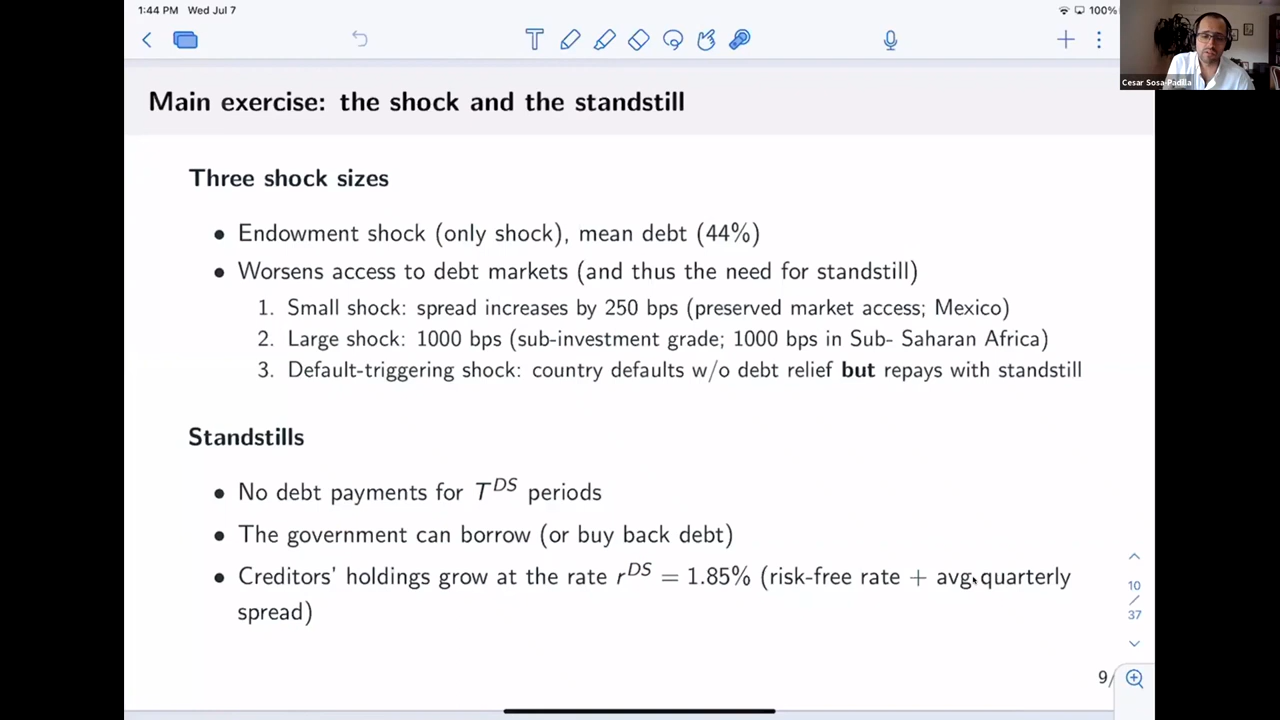 1:44 PM Wed Jul 7
100%
Cesar Sosa-Padilla
Main exercise: the shock and the standstill
Three shock sizes
• Endowment shock (only shock), mean debt (44%)
• Worsens access to debt markets (and thus the need for standstill)
1. Small shock: spread increases by 250 bps (preserved market access; Mexico)
2. Large shock: 1000 bps (sub-investment grade; 1000 bps in Sub- Saharan Africa)
3. Default-triggering shock: country defaults w/o debt relief but repays with standstill
Standstills
• No debt payments for T^DS periods
• The government can borrow (or buy back debt)
• Creditors' holdings grow at the rate r^DS = 1.85% (risk-free rate + avg. quarterly
spread)
10
/
37
9/